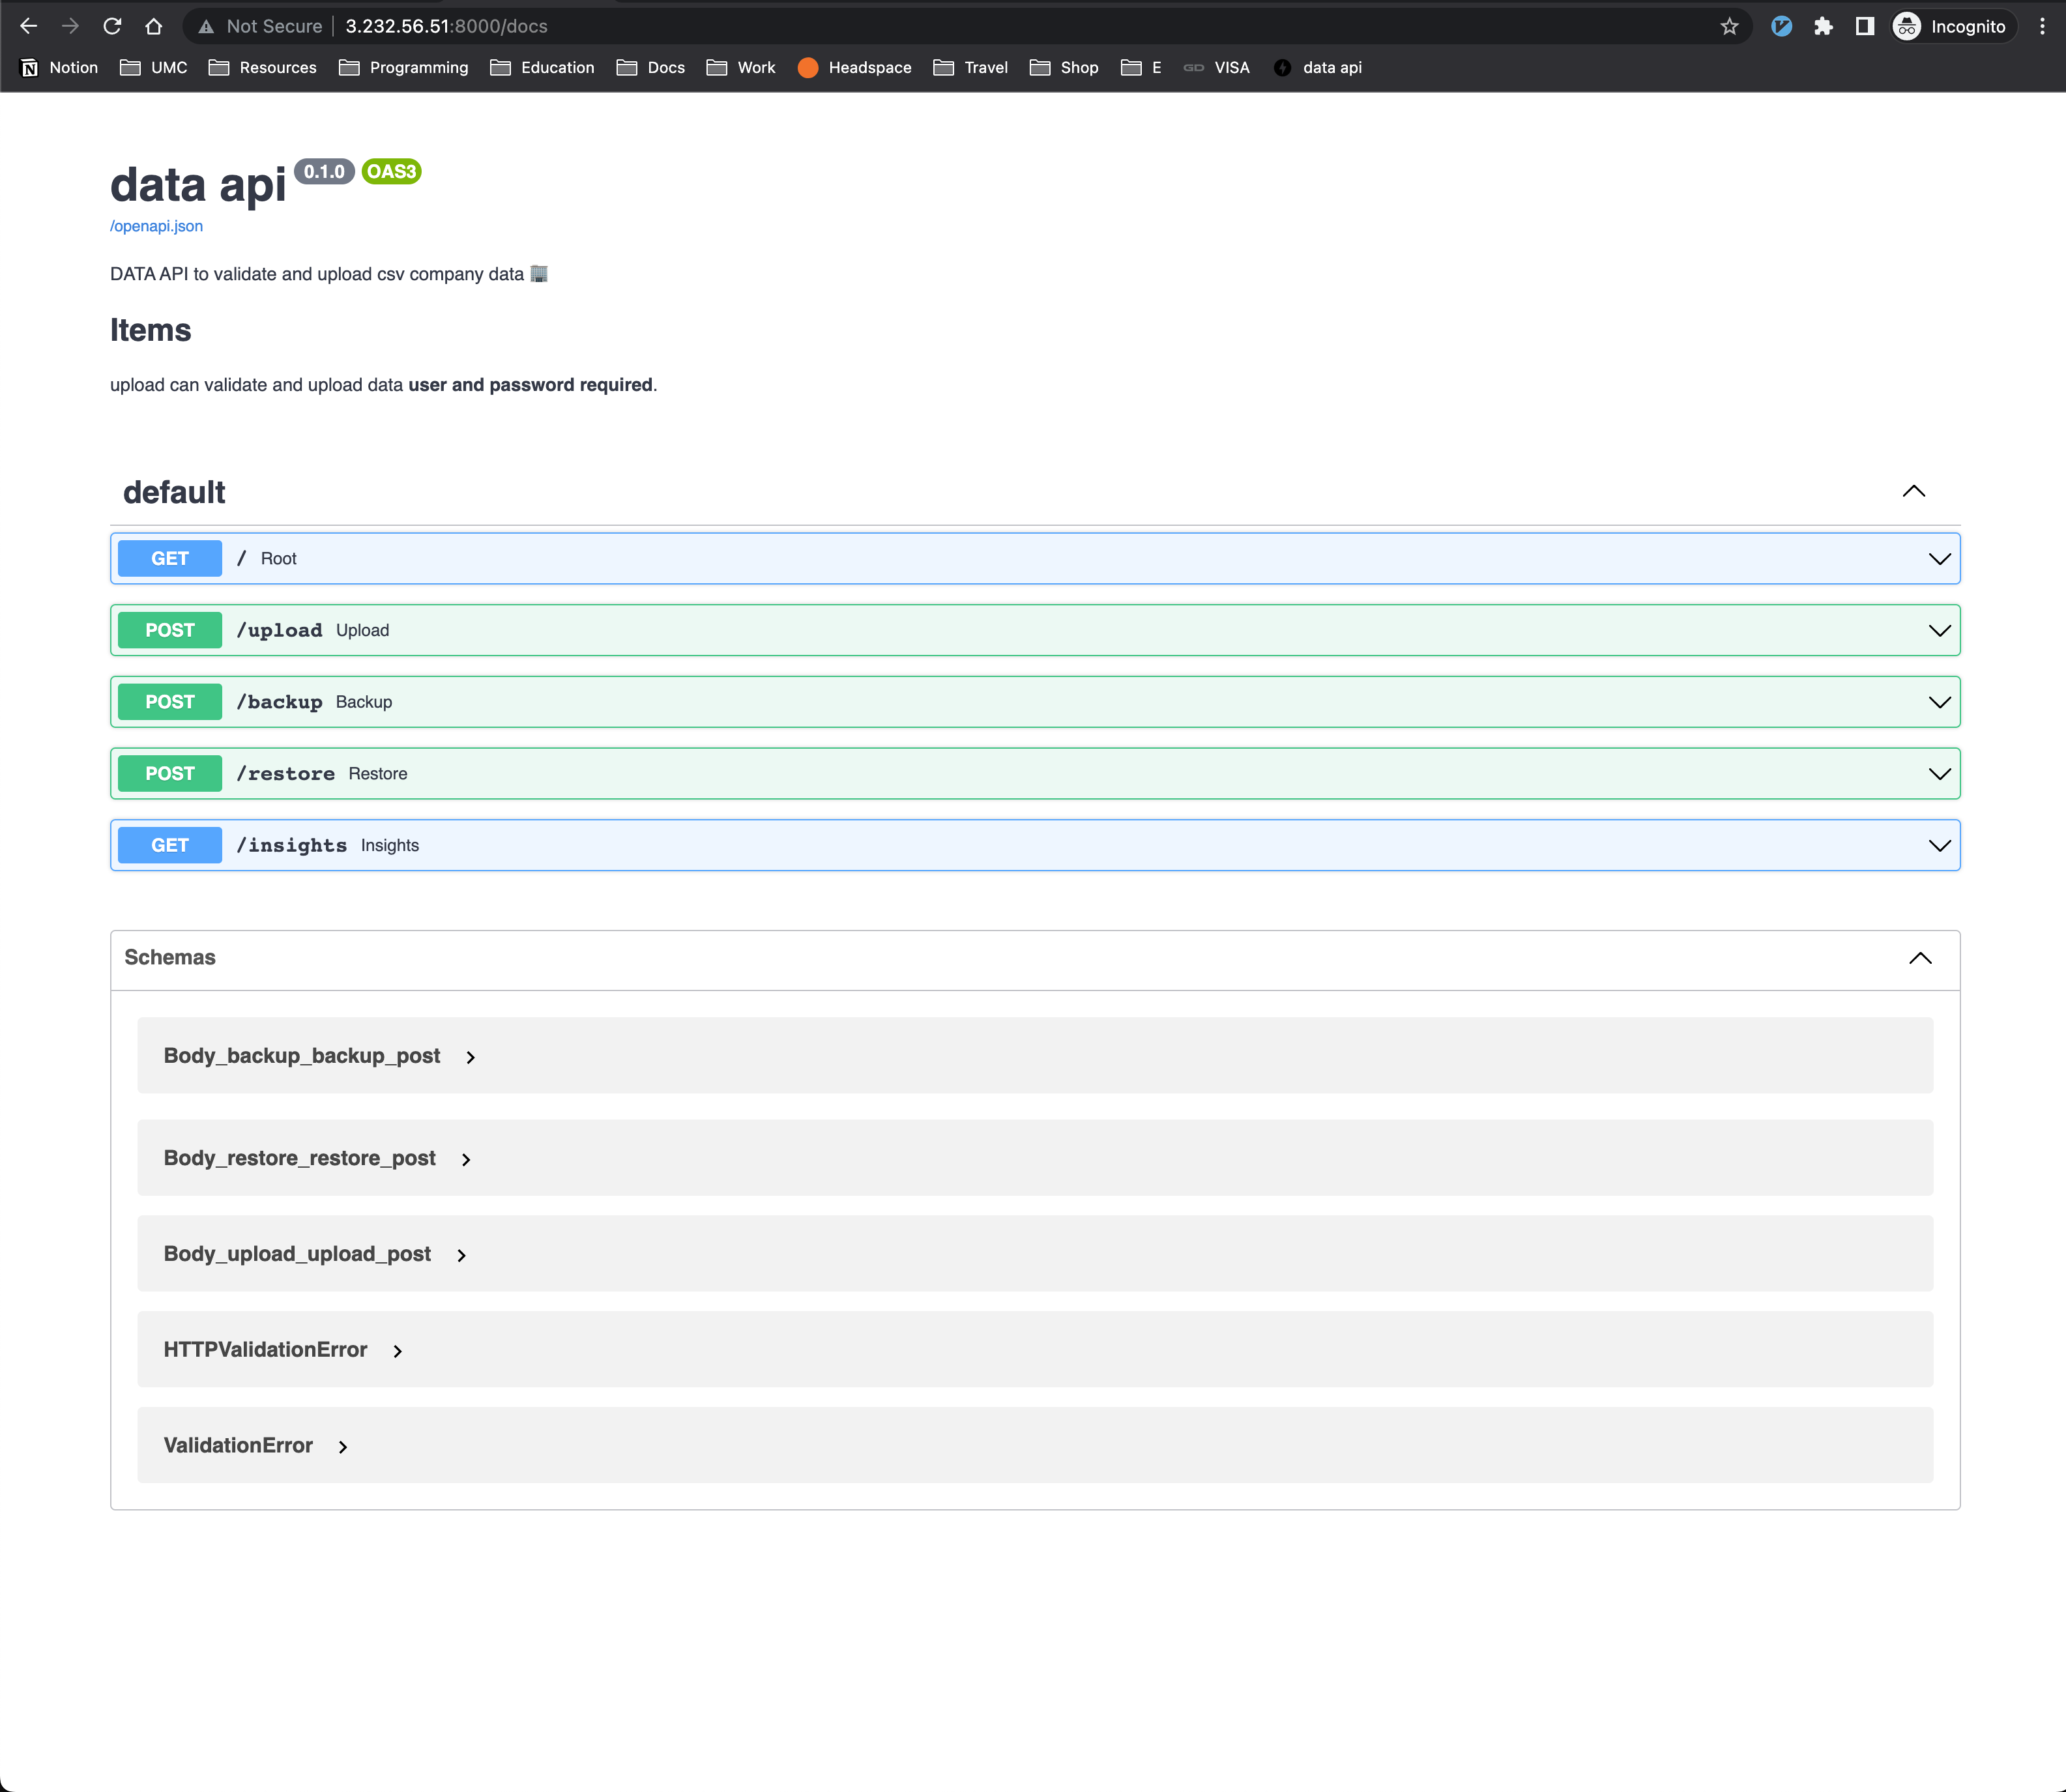 Not Secure 3.232.56.51:8000/docs Incognito
Notion UMC Resources Programming Education Docs Work Headspace Travel Shop E GD VISA data api
data api 0.1.0 OAS3
/openapi.json
DATA API to validate and upload csv company data 🏢
Items
upload can validate and upload data user and password required.
default
GET / Root
POST /upload Upload
POST /backup Backup
POST /restore Restore
GET /insights Insights
Schemas
Body_backup_backup_post
Body_restore_restore_post
Body_upload_upload_post
HTTPValidationError
ValidationError